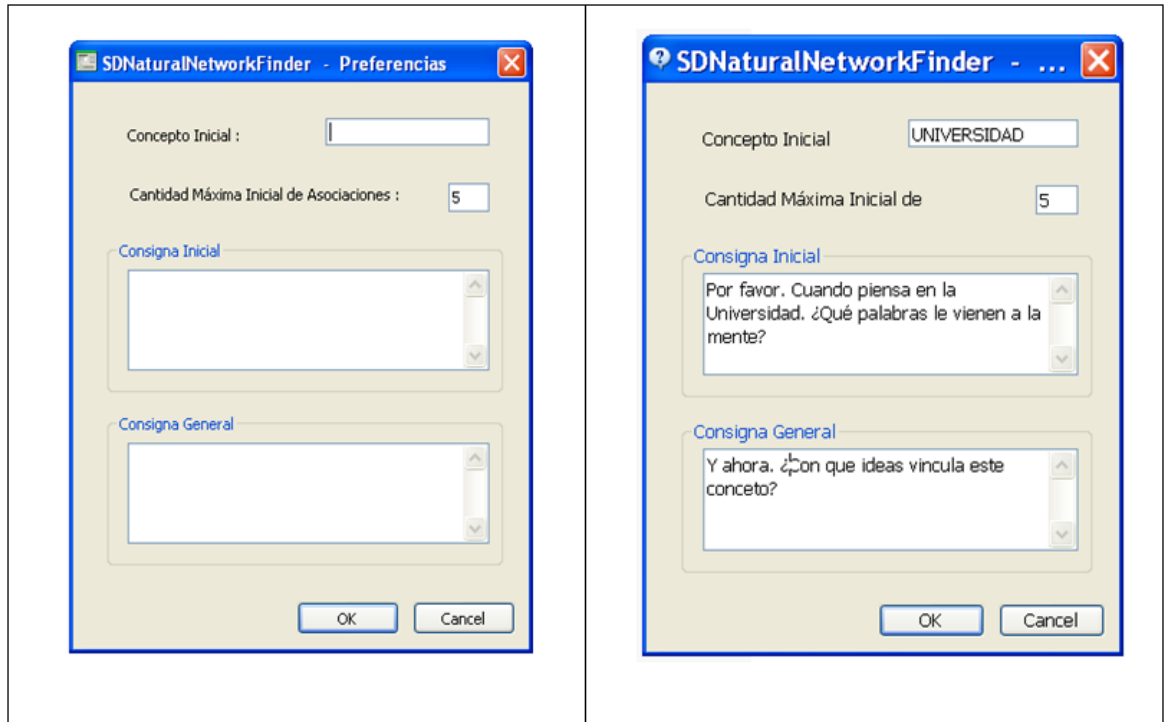 SDNaturalNetworkFinder - Preferencias
Concepto Inicial :
Cantidad Máxima Inicial de Asociaciones :
5
Consigna Inicial
Consigna General
OK
Cancel
SDNaturalNetworkFinder - ...
Concepto Inicial
UNIVERSIDAD
Cantidad Máxima Inicial de
5
Consigna Inicial
Por favor. Cuando piensa en la
Universidad. ¿Qué palabras le vienen a la
mente?
Consigna General
Y ahora. ¿Con que ideas vincula este
conceto?
OK
Cancel